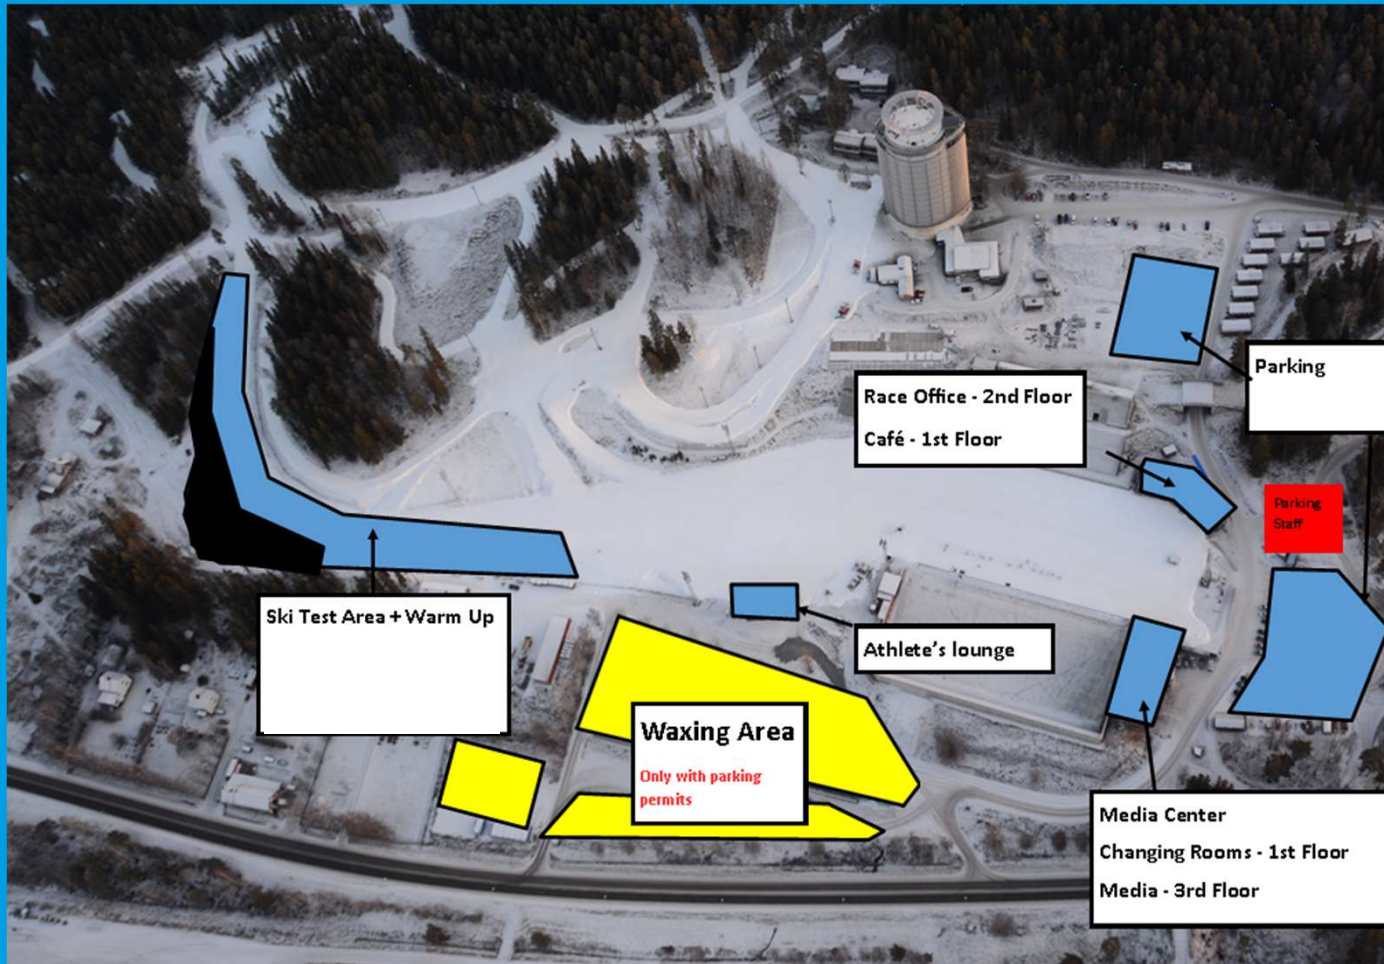 Parking
Race Office - 2nd Floor
Café - 1st Floor
Parking
Staff
Ski Test Area + Warm Up
Athlete's lounge
Waxing Area
Only with parking
permits
Media Center
Changing Rooms - 1st Floor
Media - 3rd Floor